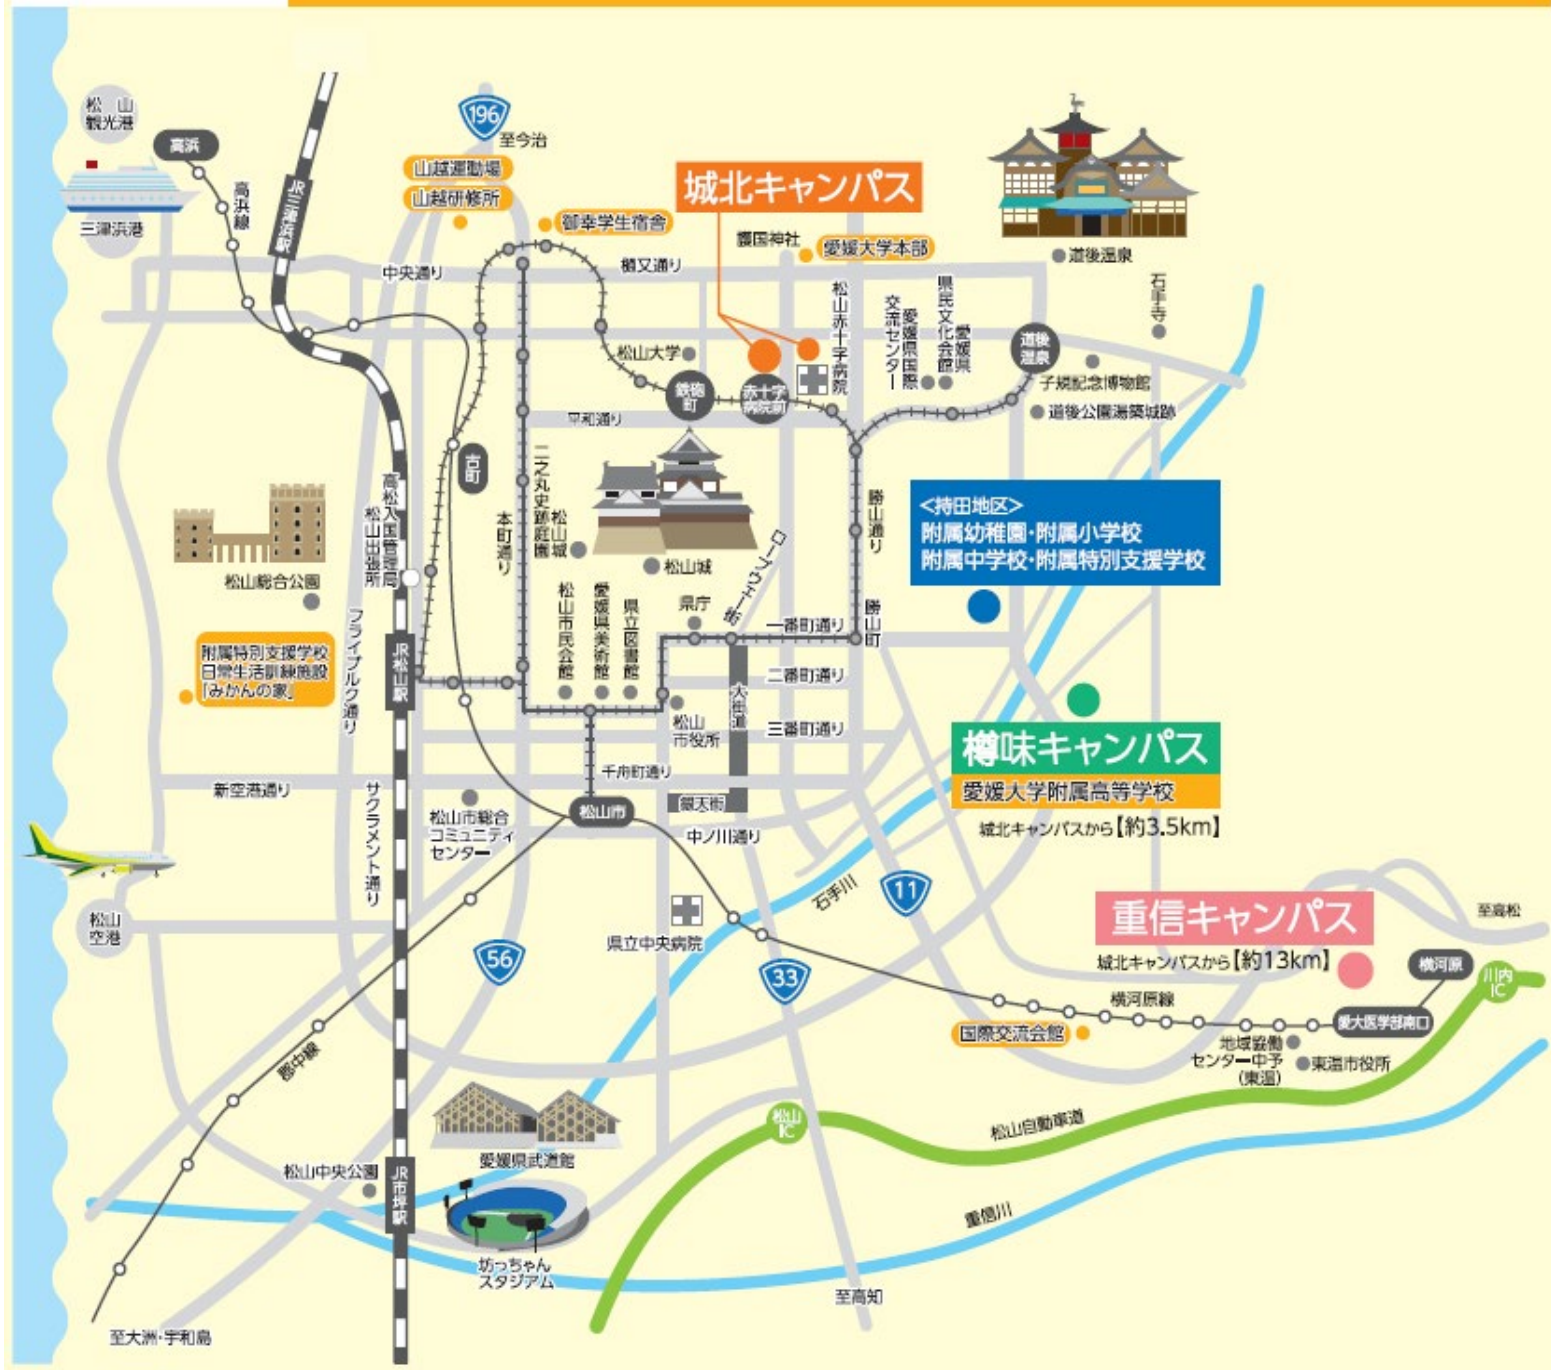 松山
観光港
高浜
三津浜港
高浜線
JR三津浜駅
196
至今治
山越運動場
山越研修所
御幸学生宿舎
城北キャンパス
護国神社
愛媛大学本部
道後温泉
石手寺
中央通り
樋又通り
松山赤十字病院
愛媛県国際
交流センター
愛媛県
県民文化会館
松山大学
鉄砲
町
赤十字
病院前
道後
温泉
子規記念博物館
道後公園湯築城跡
平和通り
古町
高松入国管理局
松山出張所
本町通り
二之丸史跡庭園
松山城
松山城
ロープウェー街
勝山通り
<持田地区>
附属幼稚園・附属小学校
附属中学校・附属特別支援学校
松山総合公園
フライブルク通り
附属特別支援学校
日常生活訓練施設
「みかんの家」
JR松山駅
松山市民会館
愛媛県美術館
県立図書館
県庁
一番町通り
勝山町
二番町通り
大街道
松山
市役所
三番町通り
樽味キャンパス
愛媛大学附属高等学校
城北キャンパスから【約3.5km】
新空港通り
サクラメント通り
千舟町通り
松山市総合
コミュニティ
センター
松山市
銀天街
中ノ川通り
石手川
11
松山
空港
県立中央病院
56
33
重信キャンパス
城北キャンパスから【約13km】
至高松
横河原
川内
IC
横河原線
愛大医学部南口
国際交流会館
地域協働
センター中予
(東温)
東温市役所
郡中線
松山
IC
松山自動車道
愛媛県武道館
松山中央公園
JR市坪駅
坊っちゃん
スタジアム
重信川
至高知
至大洲・宇和島